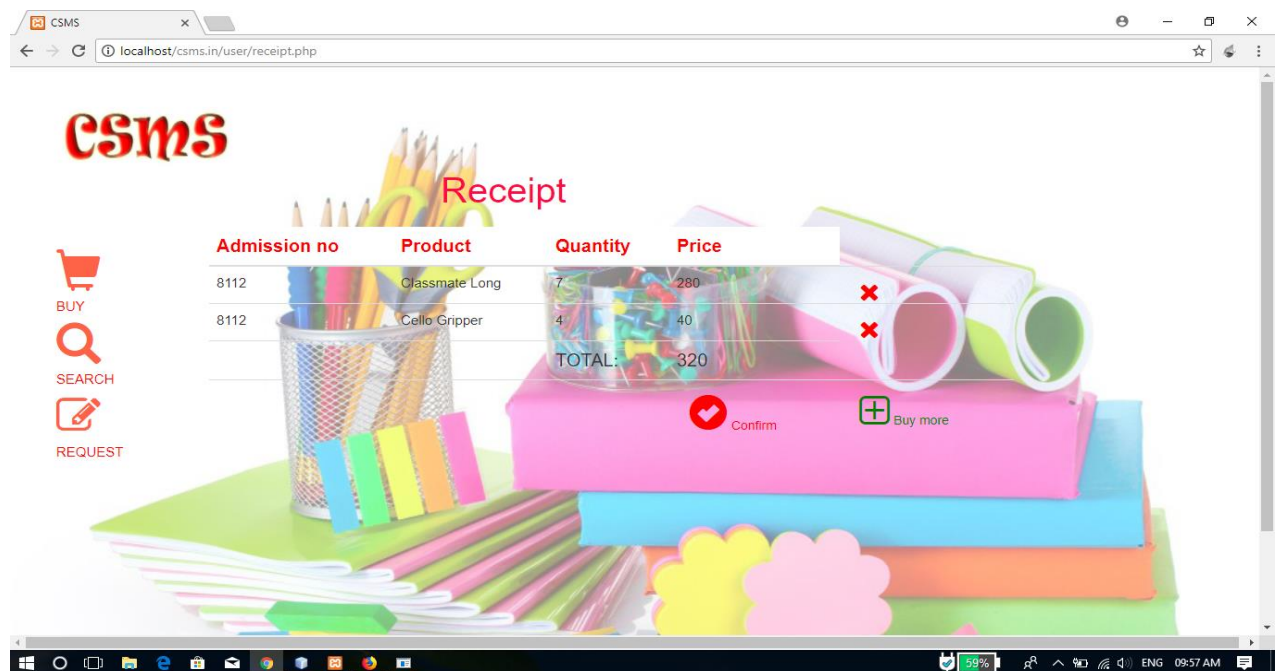 CSMS
localhost/csms.in/user/receipt.php
CSMS
Receipt
Admission no Product Quantity Price
8112 Classmate Long 7 280
8112 Cello Gripper 4 40
TOTAL: 320
Confirm Buy more
BUY
SEARCH
REQUEST
59% ENG 09:57 AM